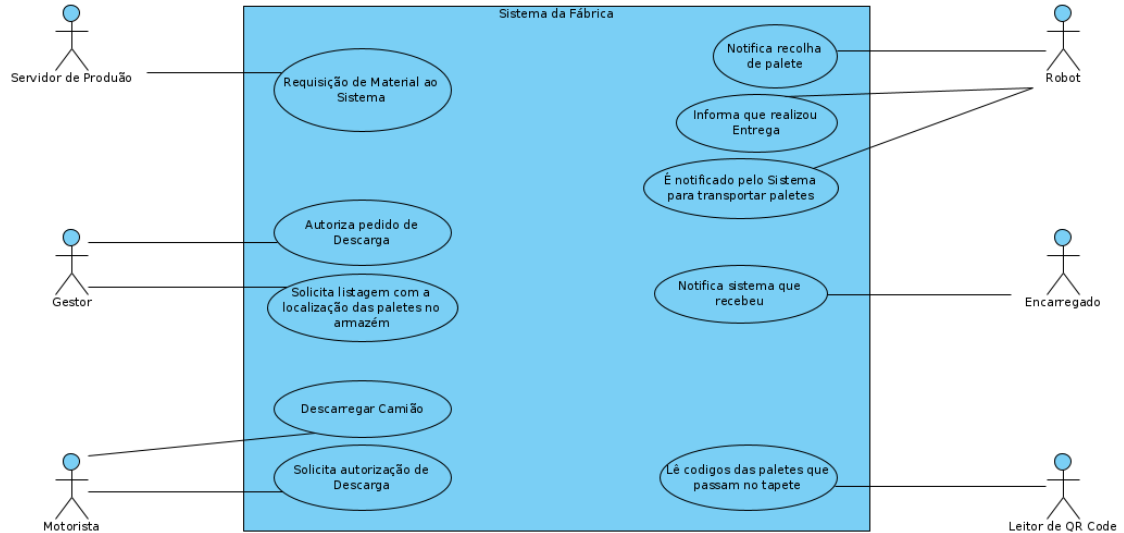 Sistema da Fábrica
Servidor de Produão
Requisição de Material ao
Sistema
Notifica recolha
de palete
Robot
Informa que realizou
Entrega
É notificado pelo Sistema
para transportar paletes
Autoriza pedido de
Descarga
Gestor
Solicita listagem com a
localização das paletes no
armazém
Notifica sistema que
recebeu
Encarregado
Descarregar Camião
Solicita autorização de
Descarga
Motorista
Lê codigos das paletes que
passam no tapete
Leitor de QR Code